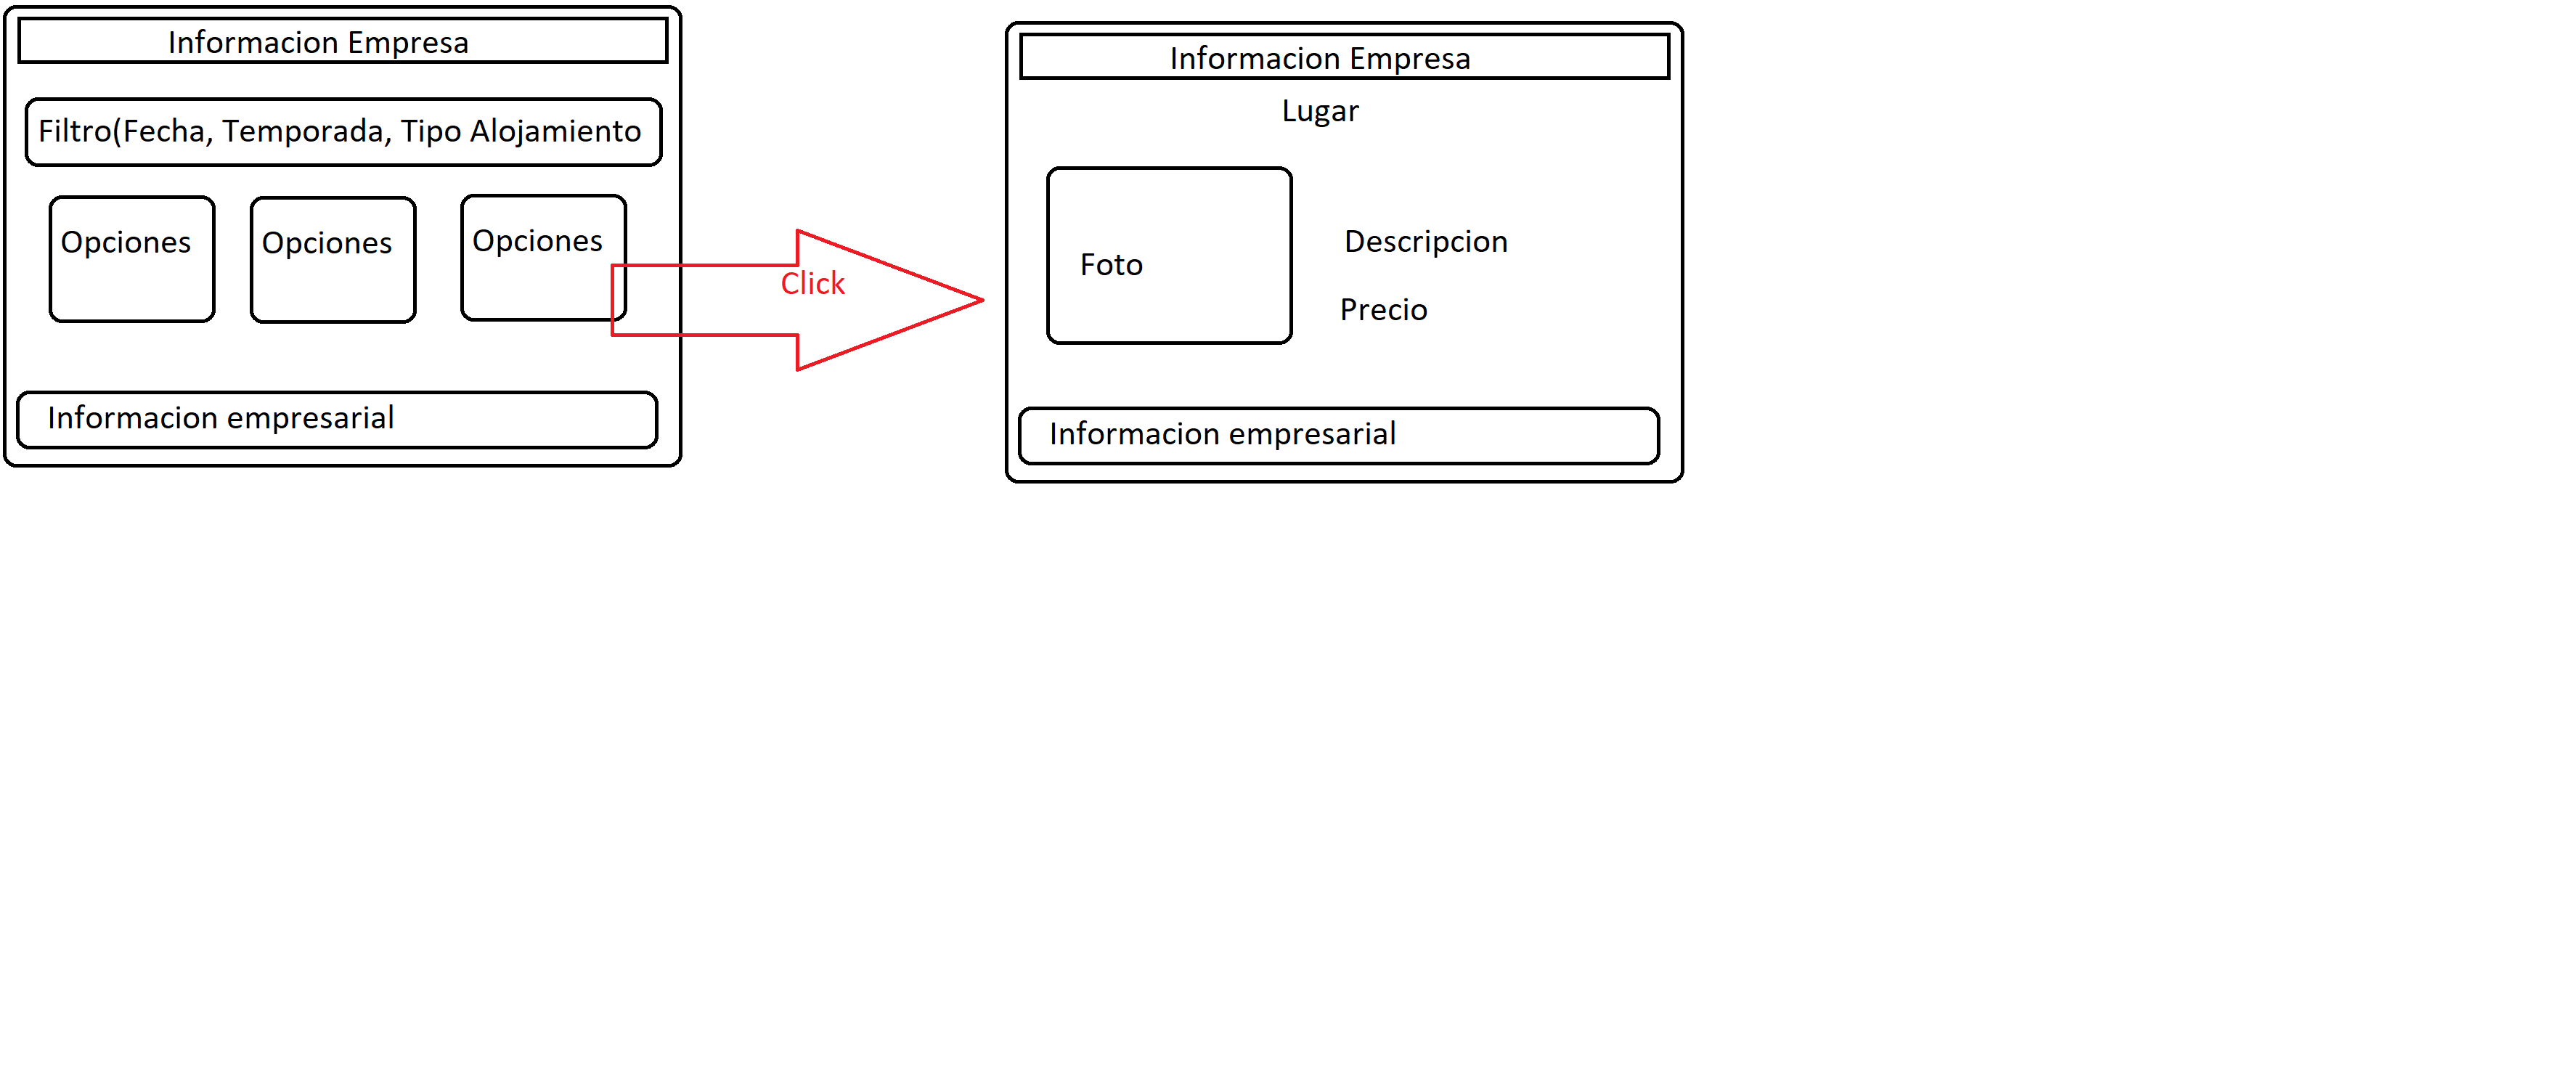 Informacion Empresa
Filtro(Fecha, Temporada, Tipo Alojamiento
Opciones
Opciones
Opciones
Informacion empresarial
Click
Informacion Empresa
Lugar
Foto
Descripcion
Precio
Informacion empresarial